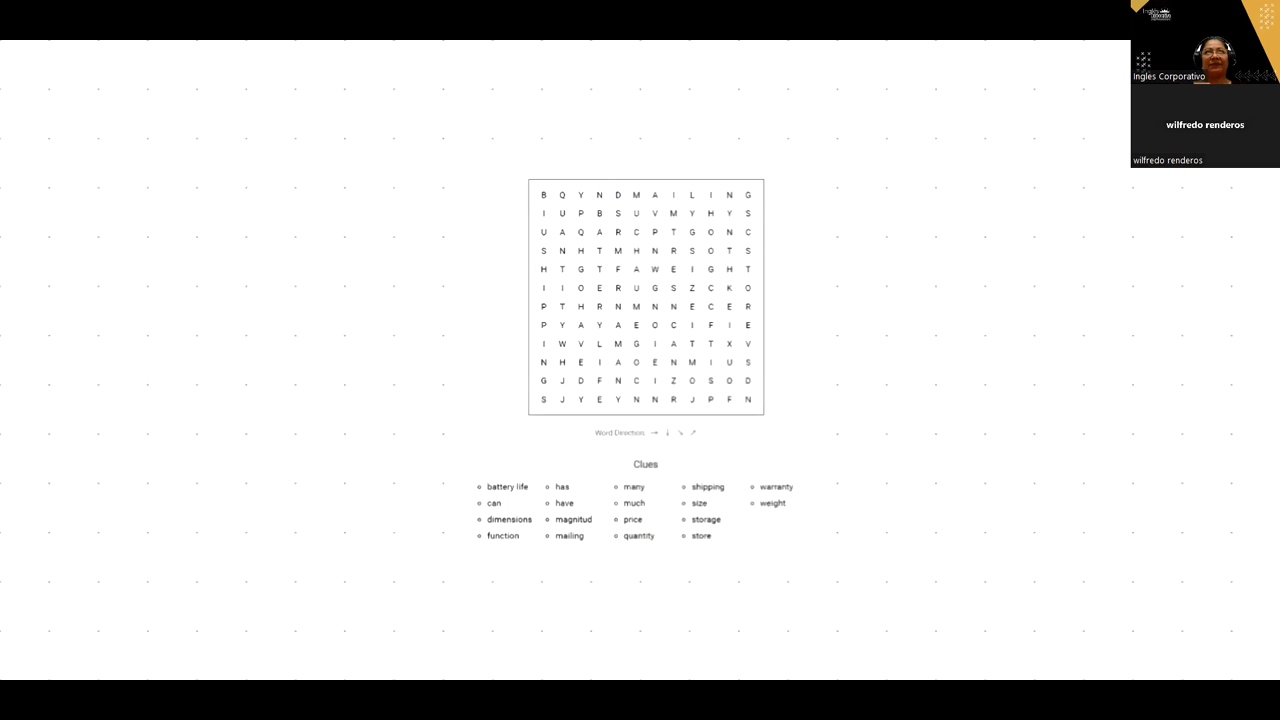 Ingles Corporativo
wilfredo renderos
wilfredo renderos
B Q Y N D M A I L I N G
I U P B S U V M Y H Y S
U A Q A R C P T G O N C
S N H T M H N R S O T S
H T G T F A W E I G H T
I I O E R U G S Z C K O
P T H R N M N N E C E R
P Y A Y A E O C I F I E
I W V L M G I A T T X V
N H E I A O E N M I U S
G J D F N C I Z O S O D
S J Y E Y N N R J P F N
Word Direction → ↓ ↘ ↗
Clues
battery life has many shipping warranty
can have much size weight
dimensions magnitud price storage
function mailing quantity store